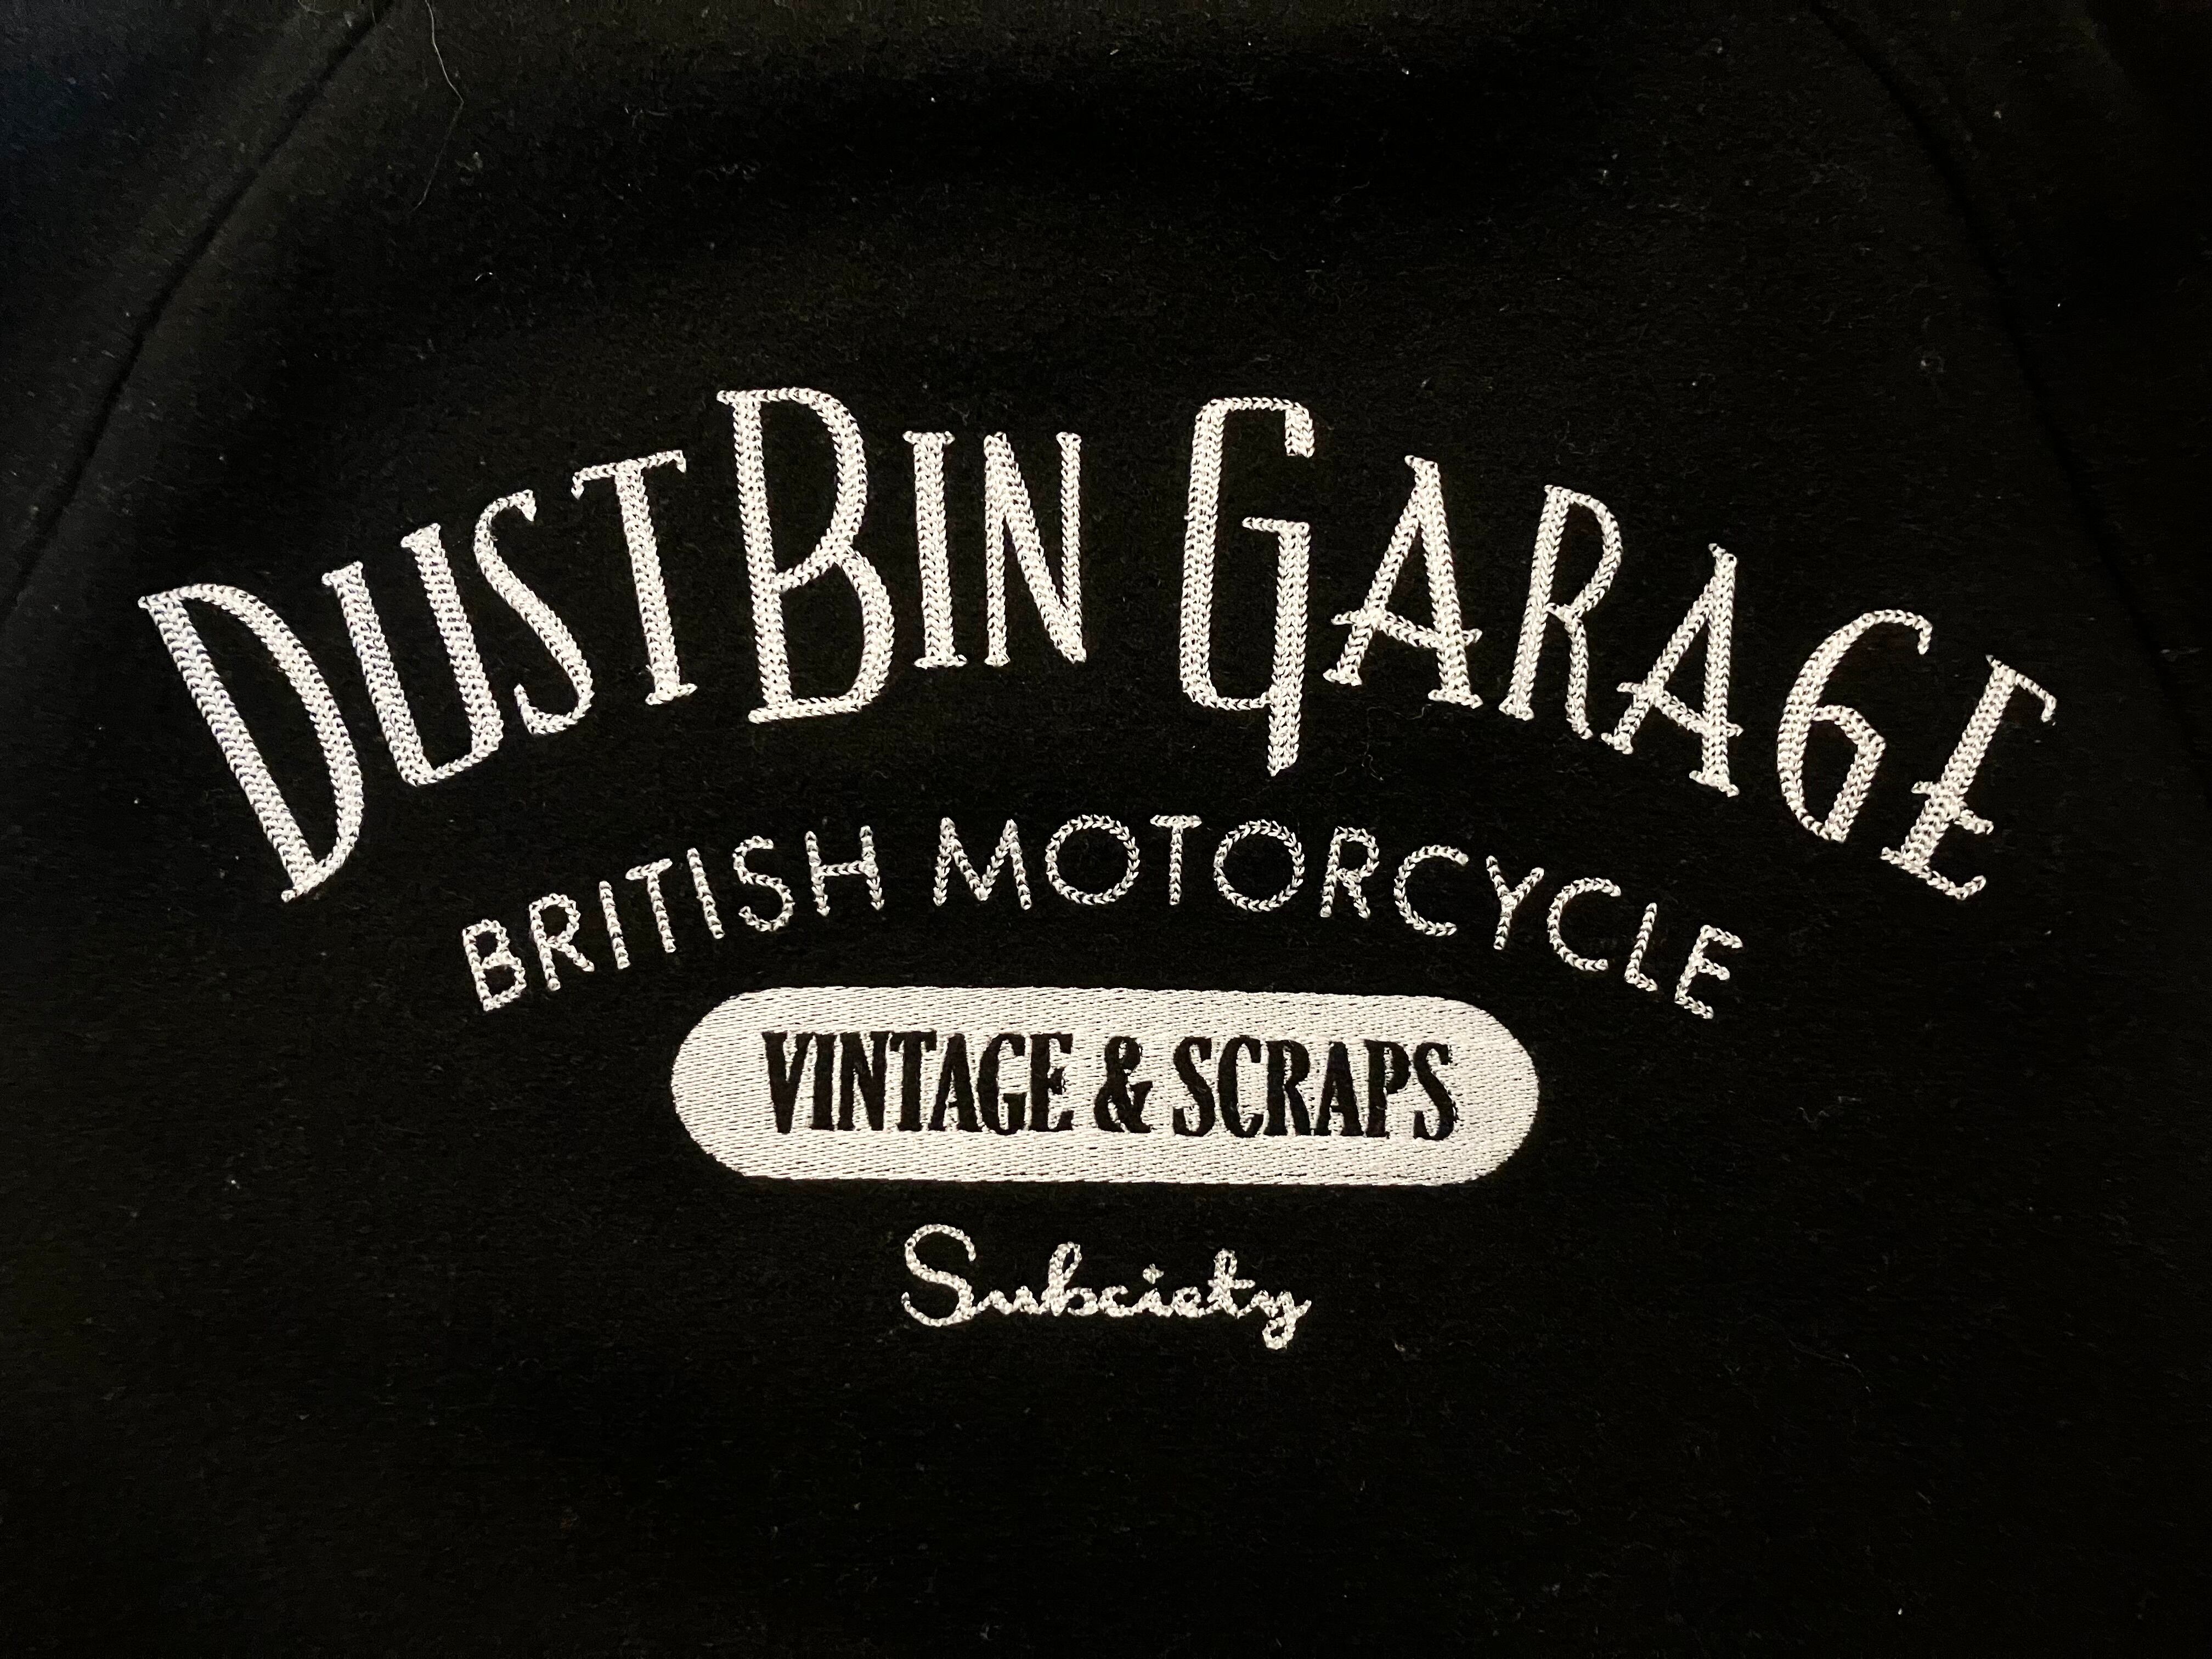 DUSTBIN GARAGE
BRITISH MOTORCYCLE
VINTAGE & SCRAPS
Subciety